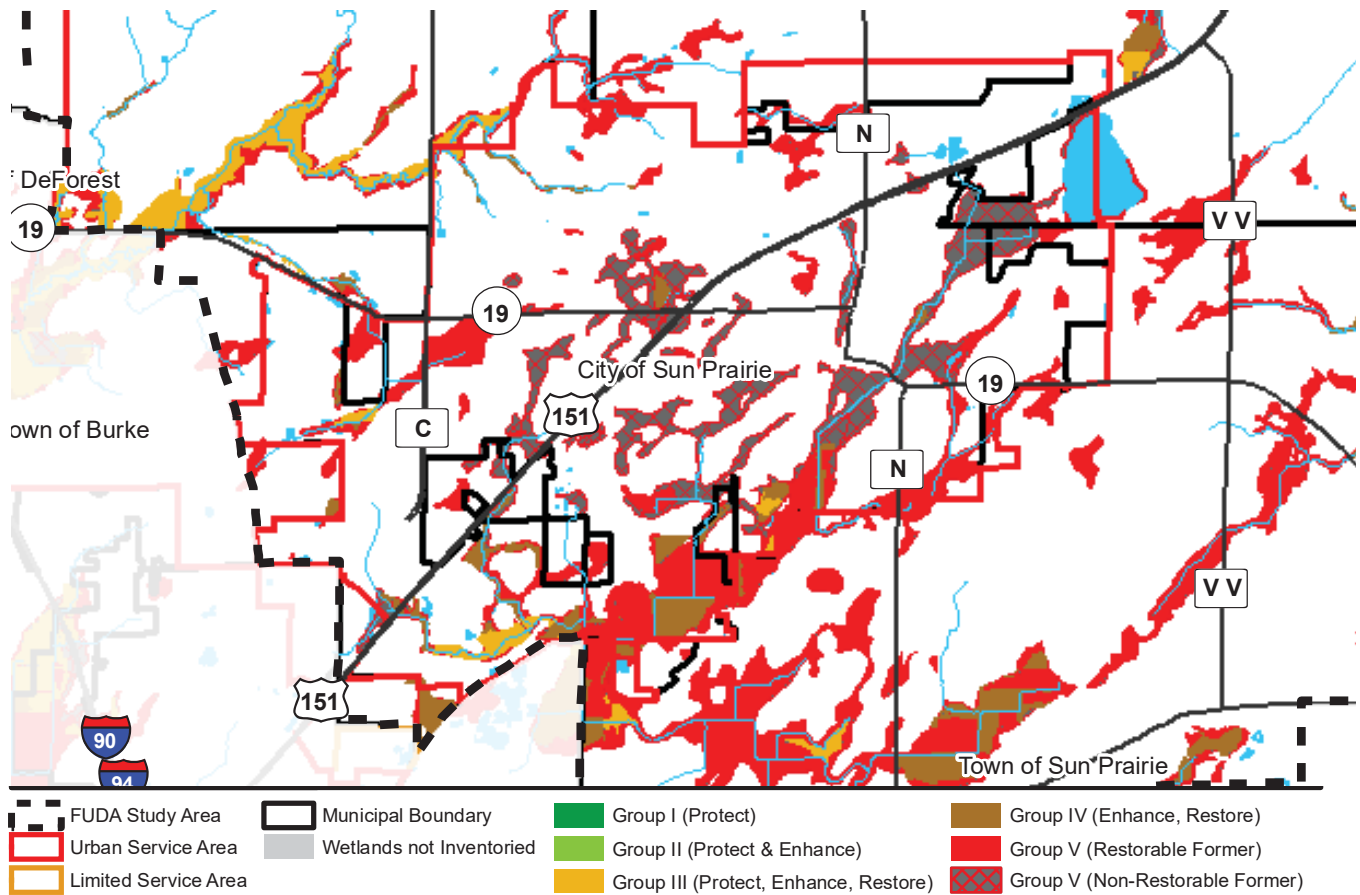 N
f DeForest
19
V V
19
City of Sun Prairie
19
151
own of Burke
C
N
V V
151
90
94
Town of Sun Prairie
FUDA Study Area
Urban Service Area
Limited Service Area
Municipal Boundary
Wetlands not Inventoried
Group I (Protect)
Group II (Protect & Enhance)
Group III (Protect, Enhance, Restore)
Group IV (Enhance, Restore)
Group V (Restorable Former)
Group V (Non-Restorable Former)